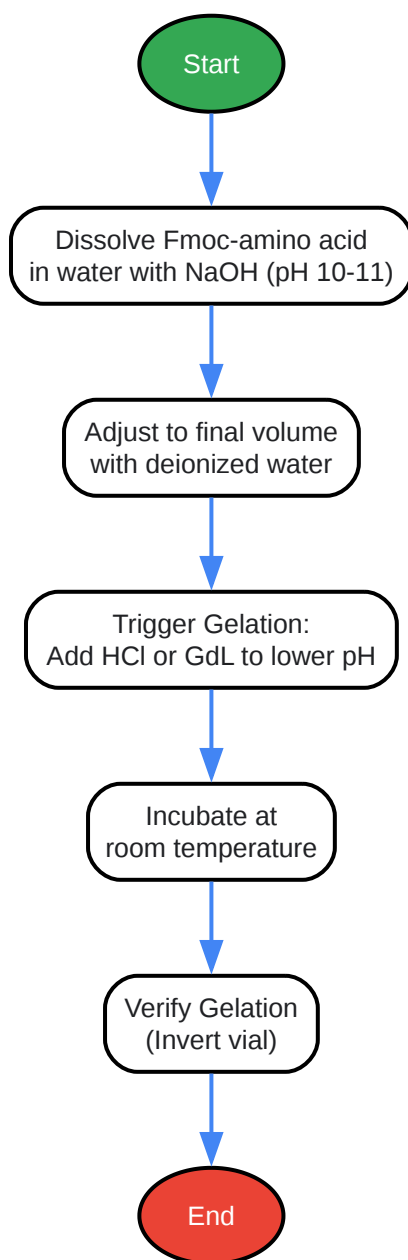 Start
Dissolve Fmoc-amino acid
in water with NaOH (pH 10-11)
Adjust to final volume
with deionized water
Trigger Gelation:
Add HCl or GdL to lower pH
Incubate at
room temperature
Verify Gelation
(Invert vial)
End